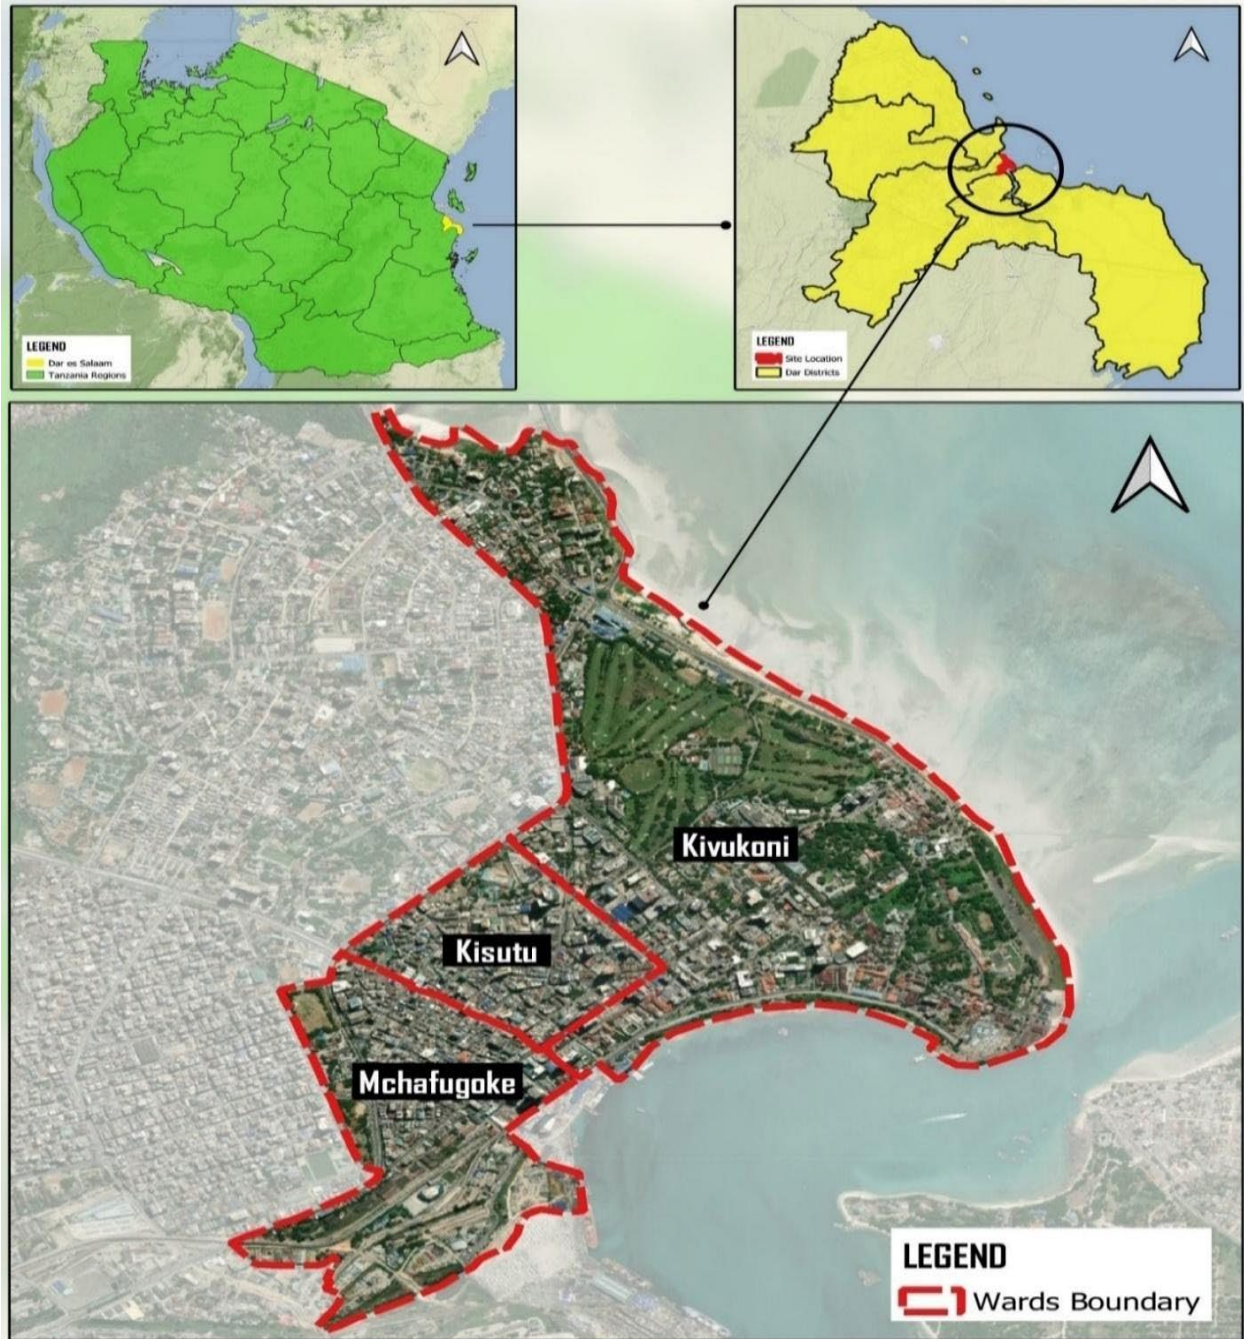 LEGEND
Dar es Salaam
Tanzania Regions
LEGEND
Site Location
Dar Districts
Kivukoni
Kisutu
Mchafugoke
LEGEND
Wards Boundary